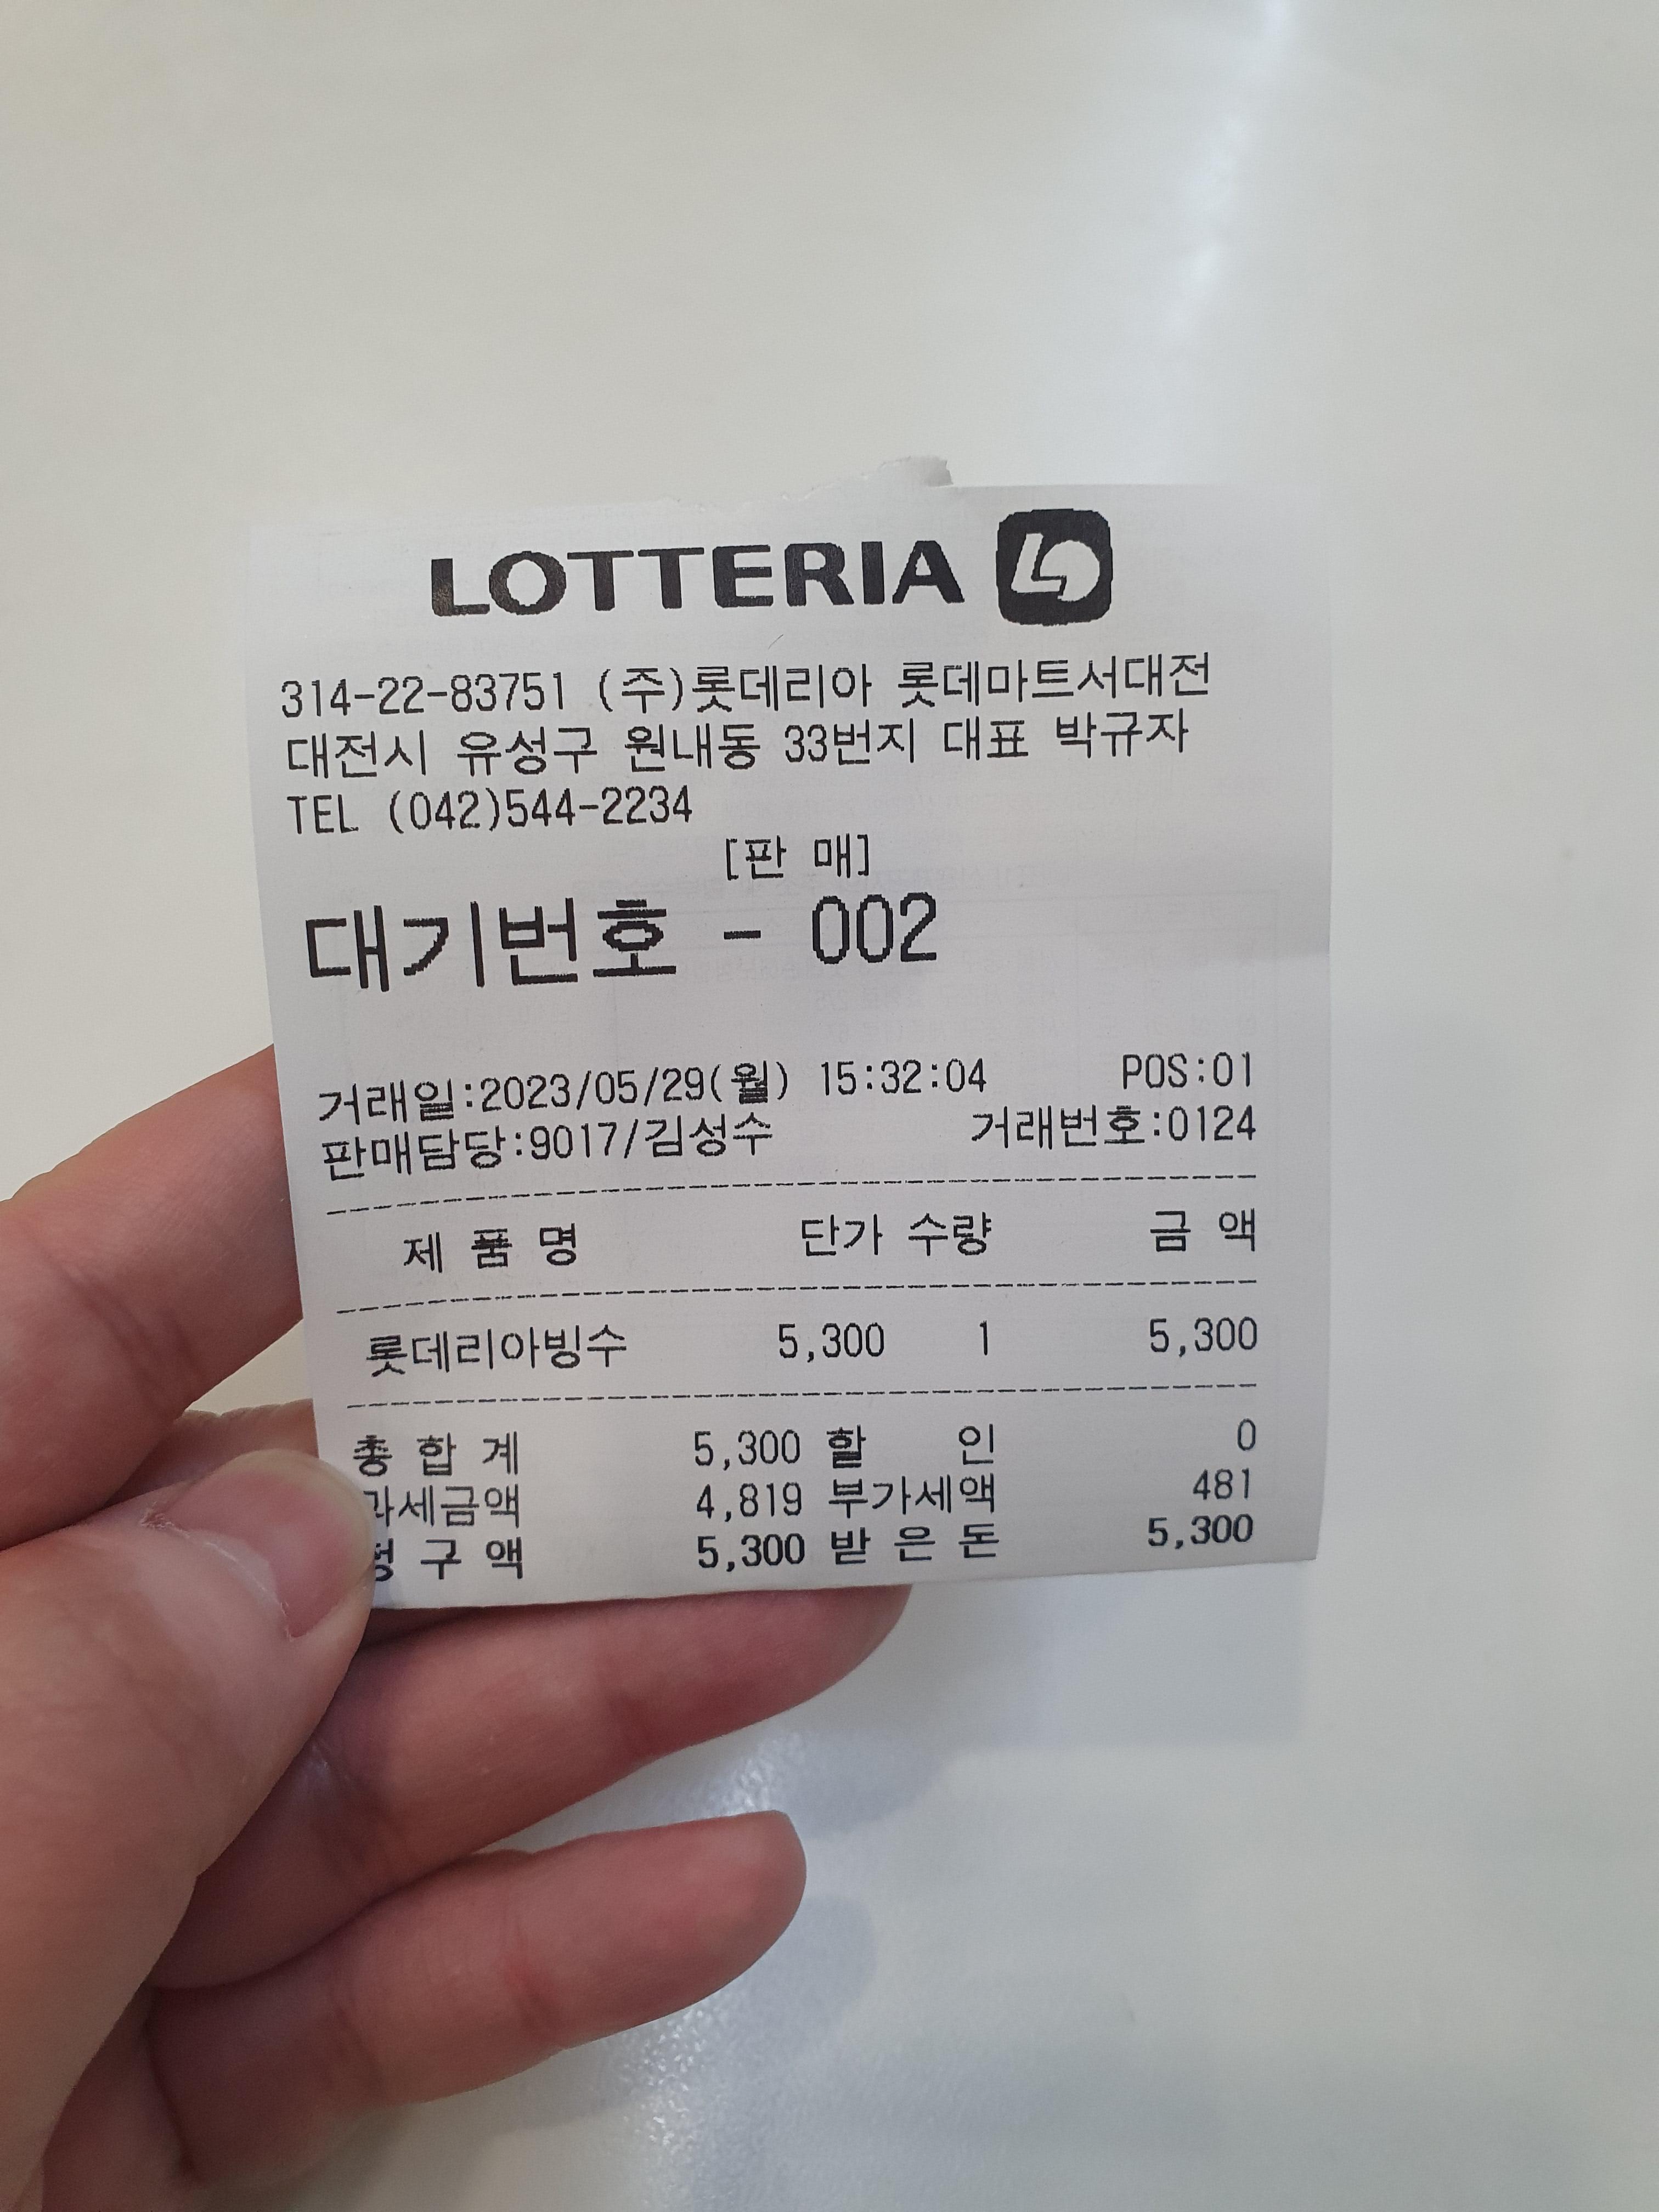 LOTTERIA
314-22-83751 (주)롯데리아 롯데마트서대전
대전시 유성구 원내동 33번지 대표 박규자
TEL (042)544-2234
[판 매]
대기번호 - 002
거래일:2023/05/29(월) 15:32:04 POS:01
판매담당:9017/김성수 거래번호:0124
제 품 명 단가 수량 금 액
롯데리아빙수 5,300 1 5,300
총 합 계 5,300 할 인 0
과세금액 4,819 부가세액 481
청 구 액 5,300 받 은 돈 5,300